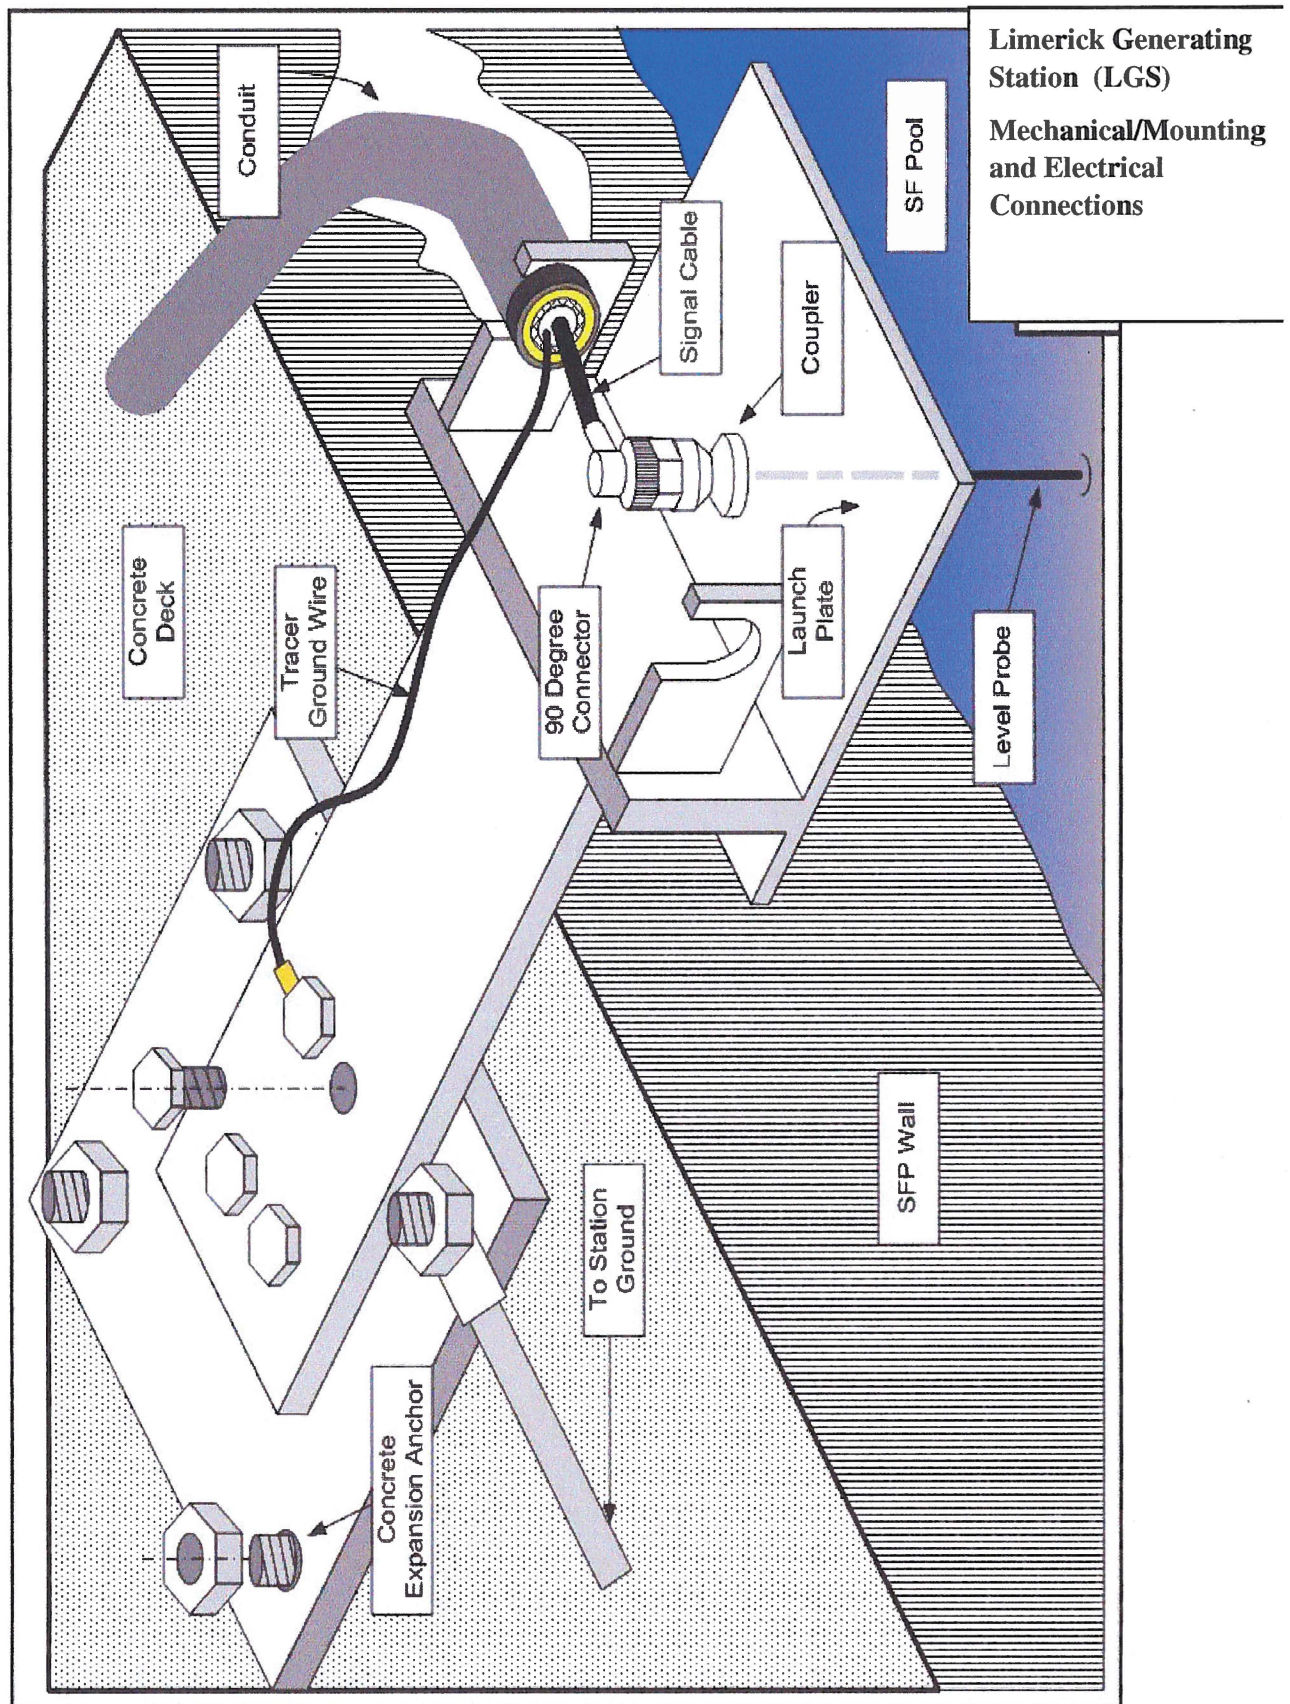 Limerick Generating
Station (LGS)
Mechanical/Mounting
and Electrical
Connections
Conduit
SF Pool
Signal Cable
Coupler
Concrete
Deck
Tracer
Ground Wire
90 Degree
Connector
Launch
Plate
Level Probe
SFP Wall
To Station
Ground
Concrete
Expansion Anchor